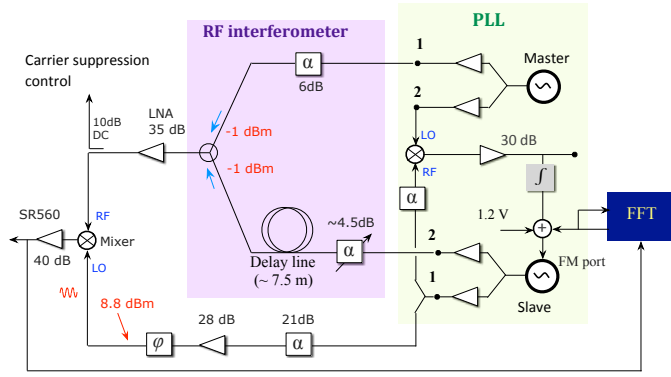 PLL
RF interferometer
Carrier suppression
control
α
6dB
1
Master
2
LNA
35 dB
10dB
DC
-1 dBm
-1 dBm
LO
RF
30 dB
α
∫
1.2 V
+
FFT
FM port
Slave
RF
Mixer
LO
SR560
40 dB
~4.5dB
α
Delay line
(~ 7.5 m)
2
1
8.8 dBm
φ
28 dB
21dB
α